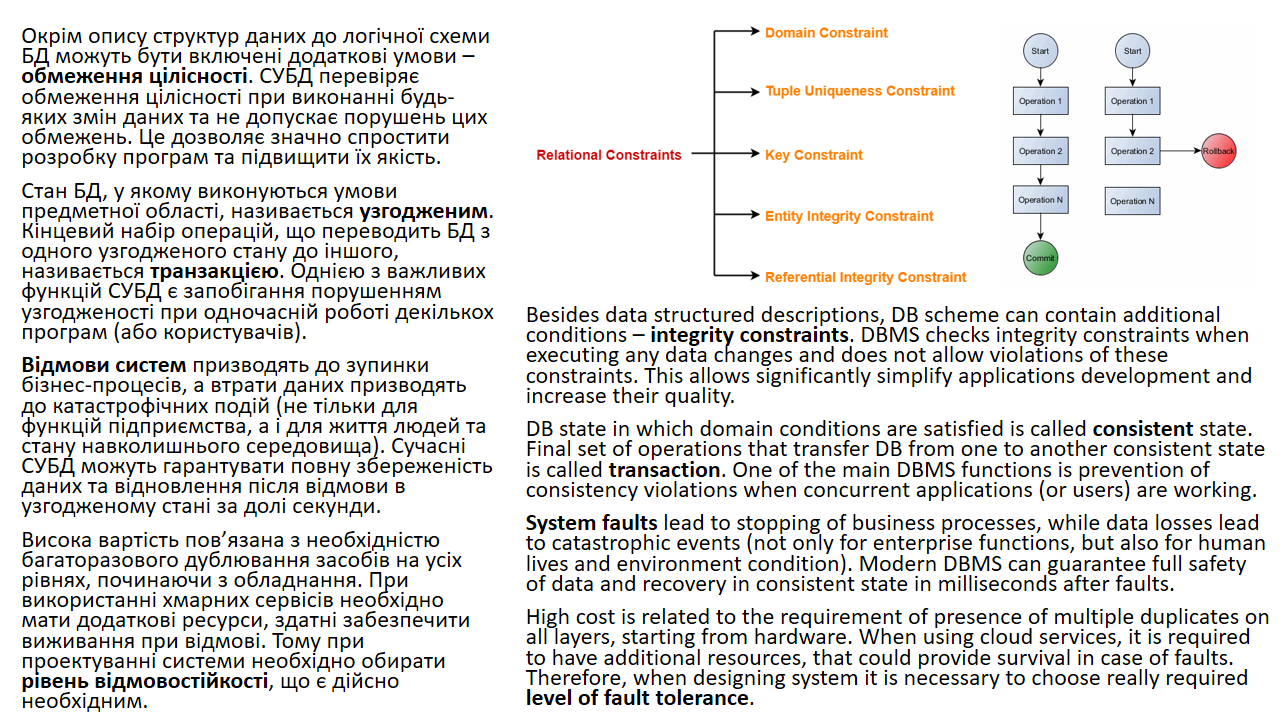 Окрім опису структур даних до логічної схеми
БД можуть бути включені додаткові умови –
обмеження цілісності. СУБД перевіряє
обмеження цілісності при виконанні будь-
яких змін даних та не допускає порушень цих
обмежень. Це дозволяє значно спростити
розробку програм та підвищити їх якість.
Стан БД, у якому виконуються умови
предметної області, називається узгодженим.
Кінцевий набір операцій, що переводить БД з
одного узгодженого стану до іншого,
називається транзакцією. Однією з важливих
функцій СУБД є запобігання порушенням
узгодженості при одночасній роботі декількох
програм (або користувачів).
Відмови систем призводять до зупинки
бізнес-процесів, а втрати даних призводять
до катастрофічних подій (не тільки для
функцій підприємства, а і для життя людей та
стану навколишнього середовища). Сучасні
СУБД можуть гарантувати повну збереженість
даних та відновлення після відмови в
узгодженому стані за долі секунди.
Висока вартість пов’язана з необхідністю
багаторазового дублювання засобів на усіх
рівнях, починаючи з обладнання. При
використанні хмарних сервісів необхідно
мати додаткові ресурси, здатні забезпечити
виживання при відмові. Тому при
проектуванні системи необхідно обирати
рівень відмовостійкості, що є дійсно
необхідним.
Relational Constraints
Domain Constraint
Tuple Uniqueness Constraint
Key Constraint
Entity Integrity Constraint
Referential Integrity Constraint
Start
Operation 1
Operation 2
Operation N
Commit
Start
Operation 1
Operation 2
Rollback
Operation N
Besides data structured descriptions, DB scheme can contain additional
conditions – integrity constraints. DBMS checks integrity constraints when
executing any data changes and does not allow violations of these
constraints. This allows significantly simplify applications development and
increase their quality.
DB state in which domain conditions are satisfied is called consistent state.
Final set of operations that transfer DB from one to another consistent state
is called transaction. One of the main DBMS functions is prevention of
consistency violations when concurrent applications (or users) are working.
System faults lead to stopping of business processes, while data losses lead
to catastrophic events (not only for enterprise functions, but also for human
lives and environment condition). Modern DBMS can guarantee full safety
of data and recovery in consistent state in milliseconds after faults.
High cost is related to the requirement of presence of multiple duplicates on
all layers, starting from hardware. When using cloud services, it is required
to have additional resources, that could provide survival in case of faults.
Therefore, when designing system it is necessary to choose really required
level of fault tolerance.